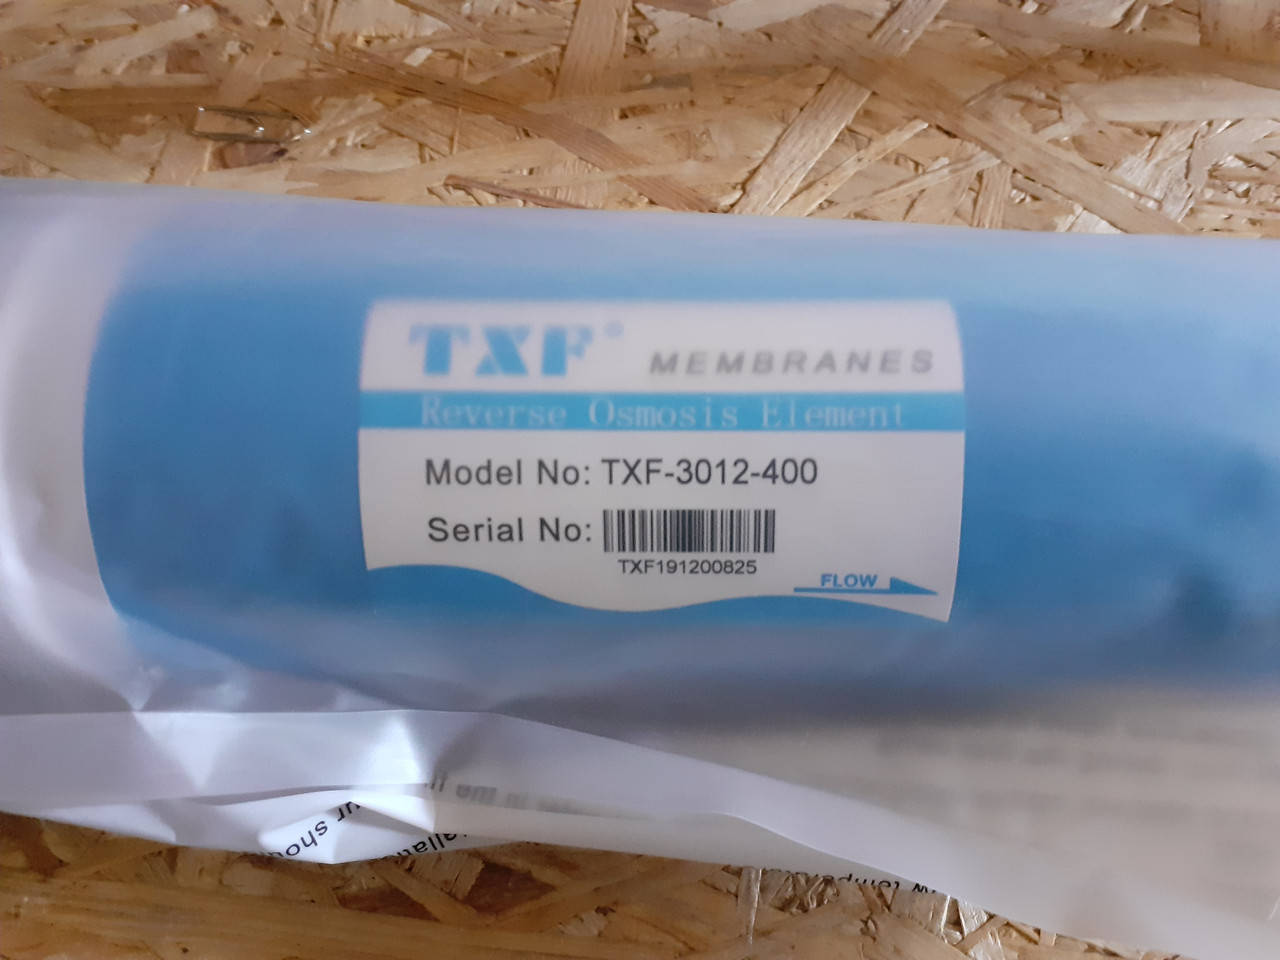 TXF® MEMBRANES
Reverse Osmosis Element
Model No: TXF-3012-400
Serial No:
TXF191200825
FLOW